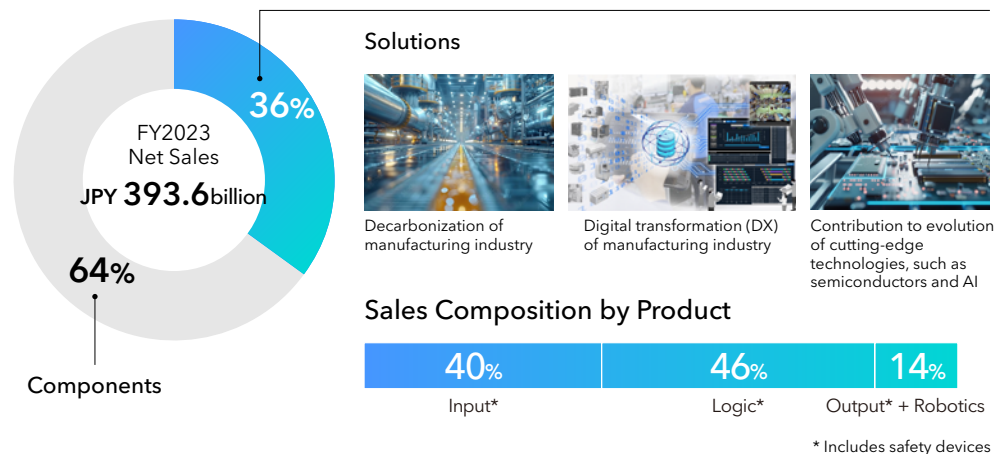 36%
FY2023
Net Sales
JPY 393.6billion
64%
Components
Solutions
Decarbonization of
manufacturing industry
Digital transformation (DX)
of manufacturing industry
Contribution to evolution
of cutting-edge
technologies, such as
semiconductors and AI
Sales Composition by Product
40%
46%
14%
Input*
Logic*
Output* + Robotics
* Includes safety devices